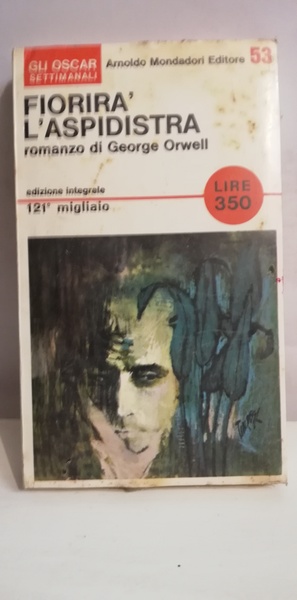 GLI OSCAR
SETTIMANALI
Arnoldo Mondadori Editore 53
FIORIRA'
L'ASPIDISTRA
romanzo di George Orwell
edizione integrale
LIRE
350
121° migliaio